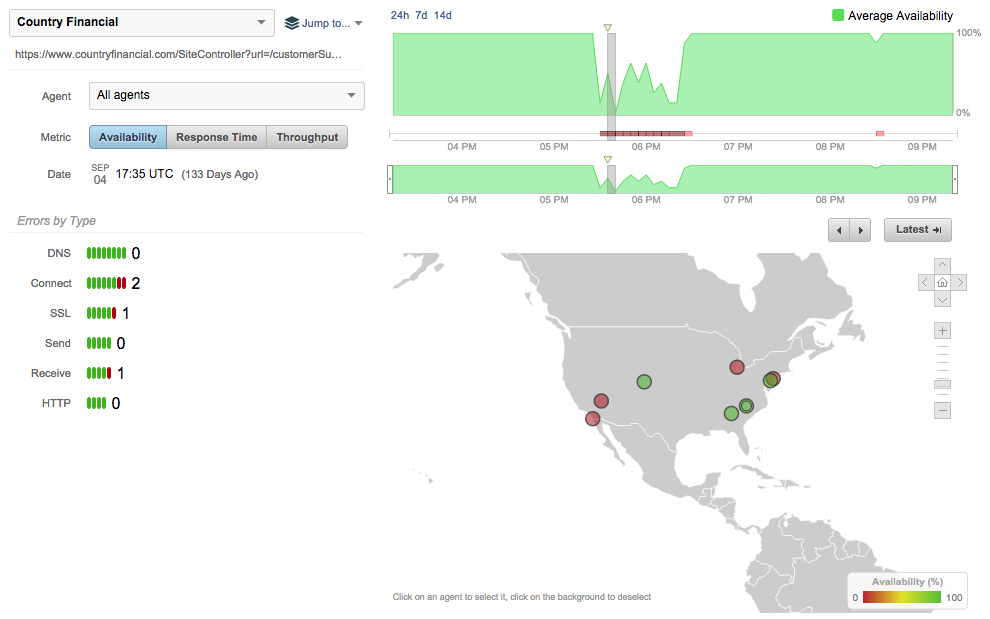 Country Financial
Jump to...
https://www.countryfinancial.com/SiteController?url=/customerSu...
Agent
All agents
Metric
Availability Response Time Throughput
Date
SEP
04
17:35 UTC (133 Days Ago)
Errors by Type
DNS 0
Connect 2
SSL 1
Send 0
Receive 1
HTTP 0
24h 7d 14d
Average Availability
100%
0%
04 PM 05 PM 06 PM 07 PM 08 PM 09 PM
04 PM 05 PM 06 PM 07 PM 08 PM 09 PM
Latest
Click on an agent to select it, click on the background to deselect
Availability (%)
0 100